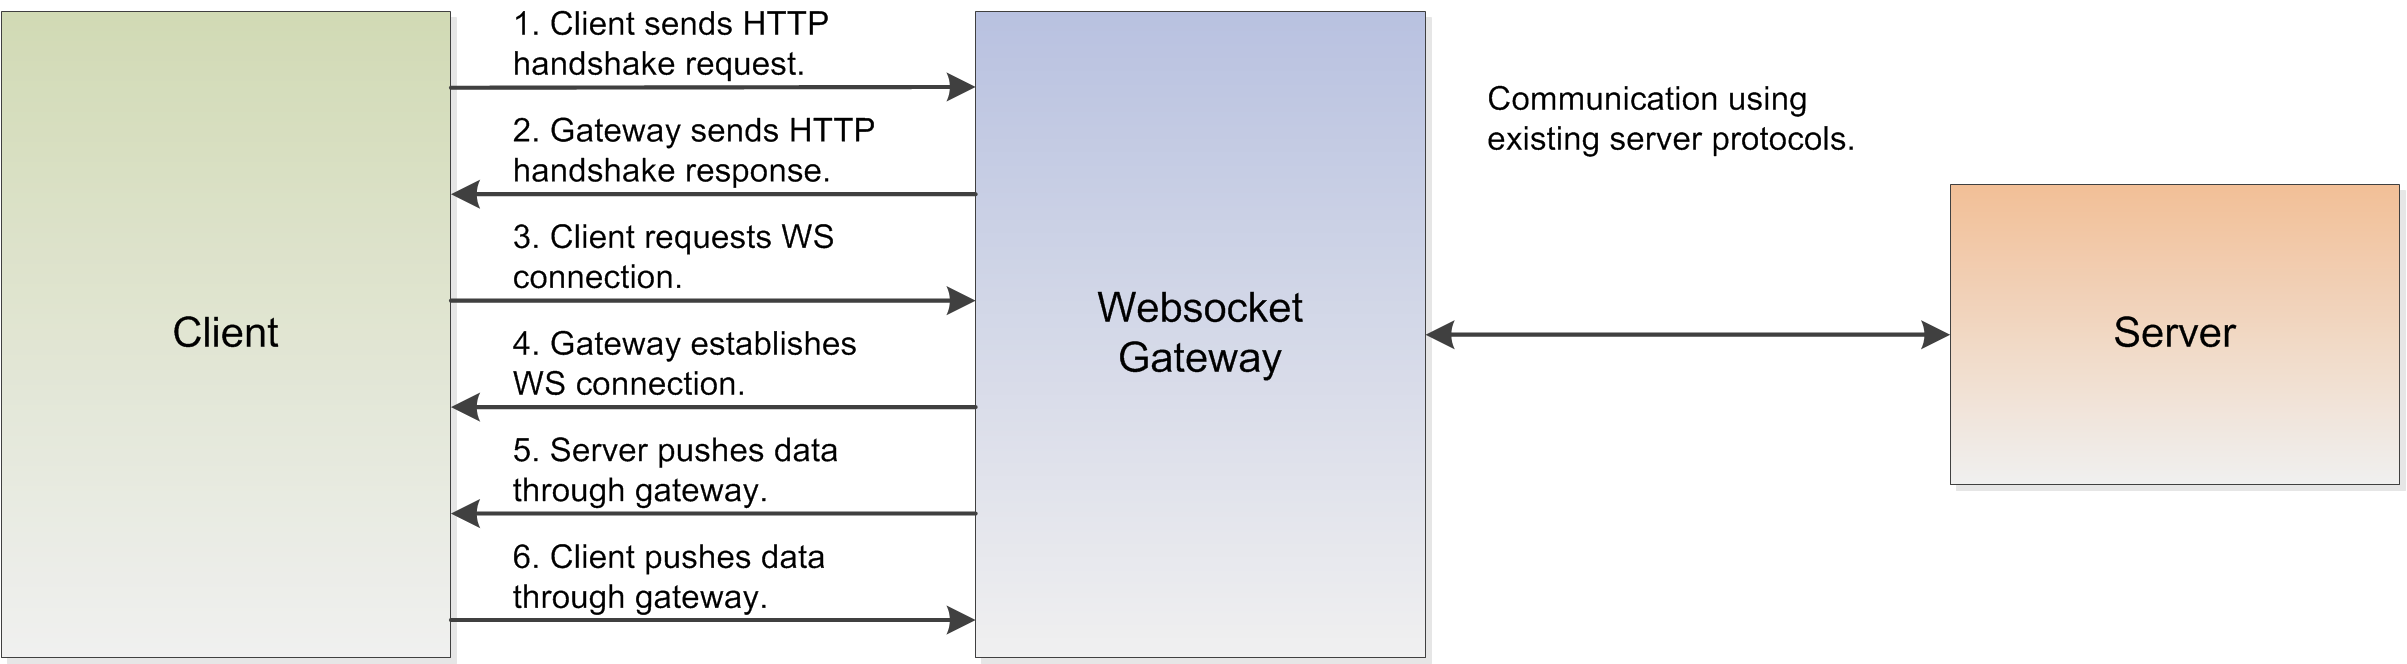 Client
1. Client sends HTTP
handshake request.
2. Gateway sends HTTP
handshake response.
3. Client requests WS
connection.
4. Gateway establishes
WS connection.
5. Server pushes data
through gateway.
6. Client pushes data
through gateway.
Websocket
Gateway
Communication using
existing server protocols.
Server